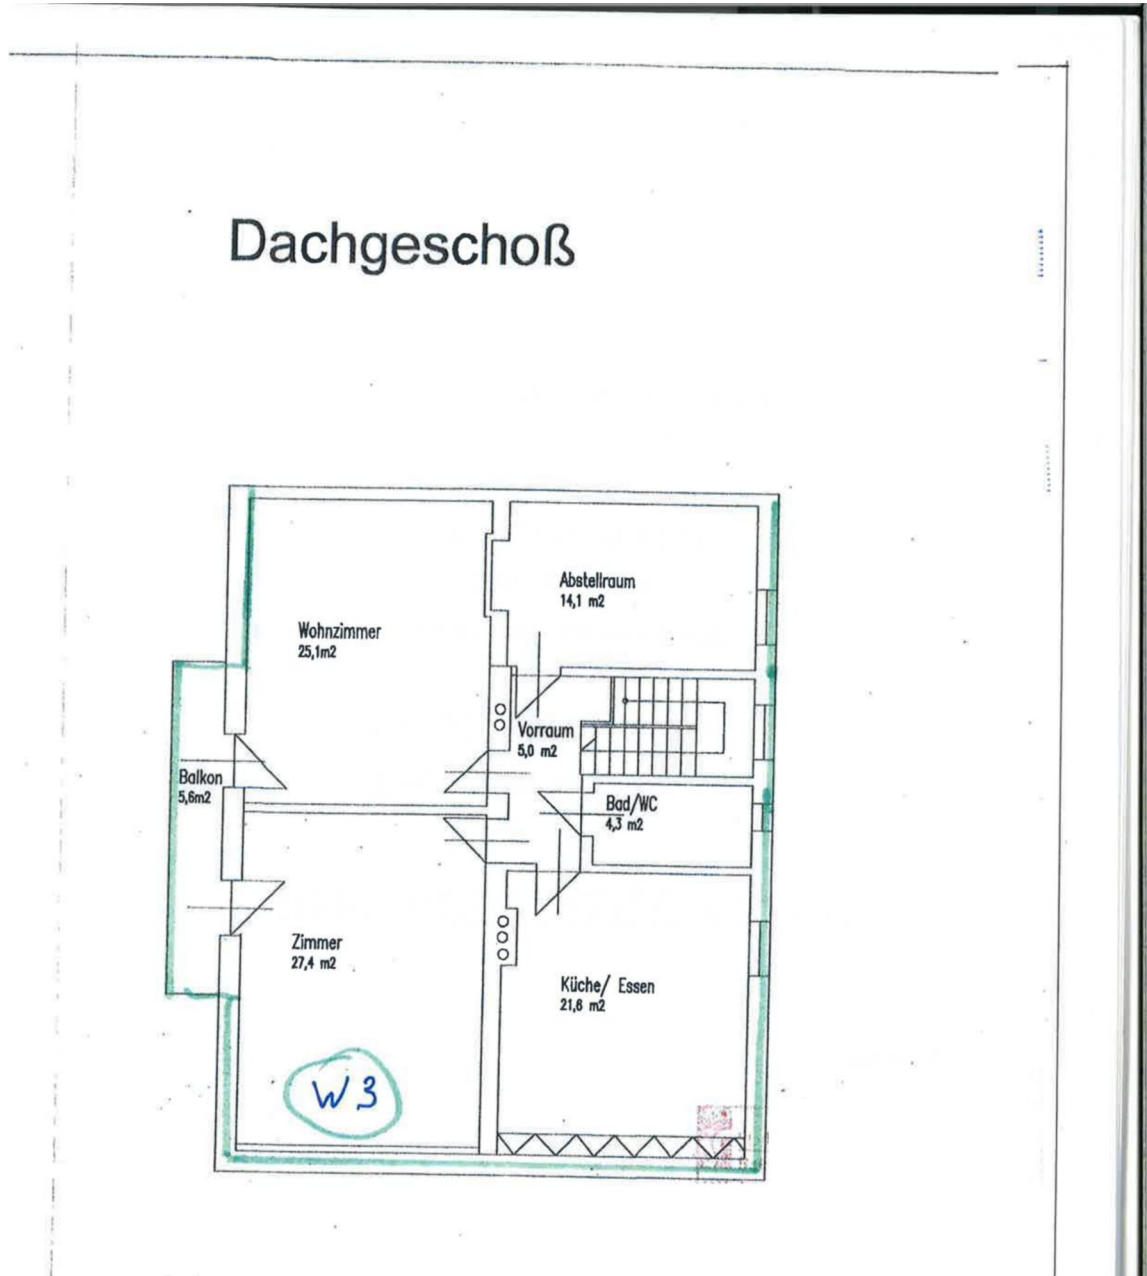 Dachgeschoß
Abstellraum
14,1 m2
Wohnzimmer
25,1m2
Vorraum
5,0 m2
Balkon
5,6m2
Bad/WC
4,3 m2
Zimmer
27,4 m2
Küche/ Essen
21,6 m2
W3